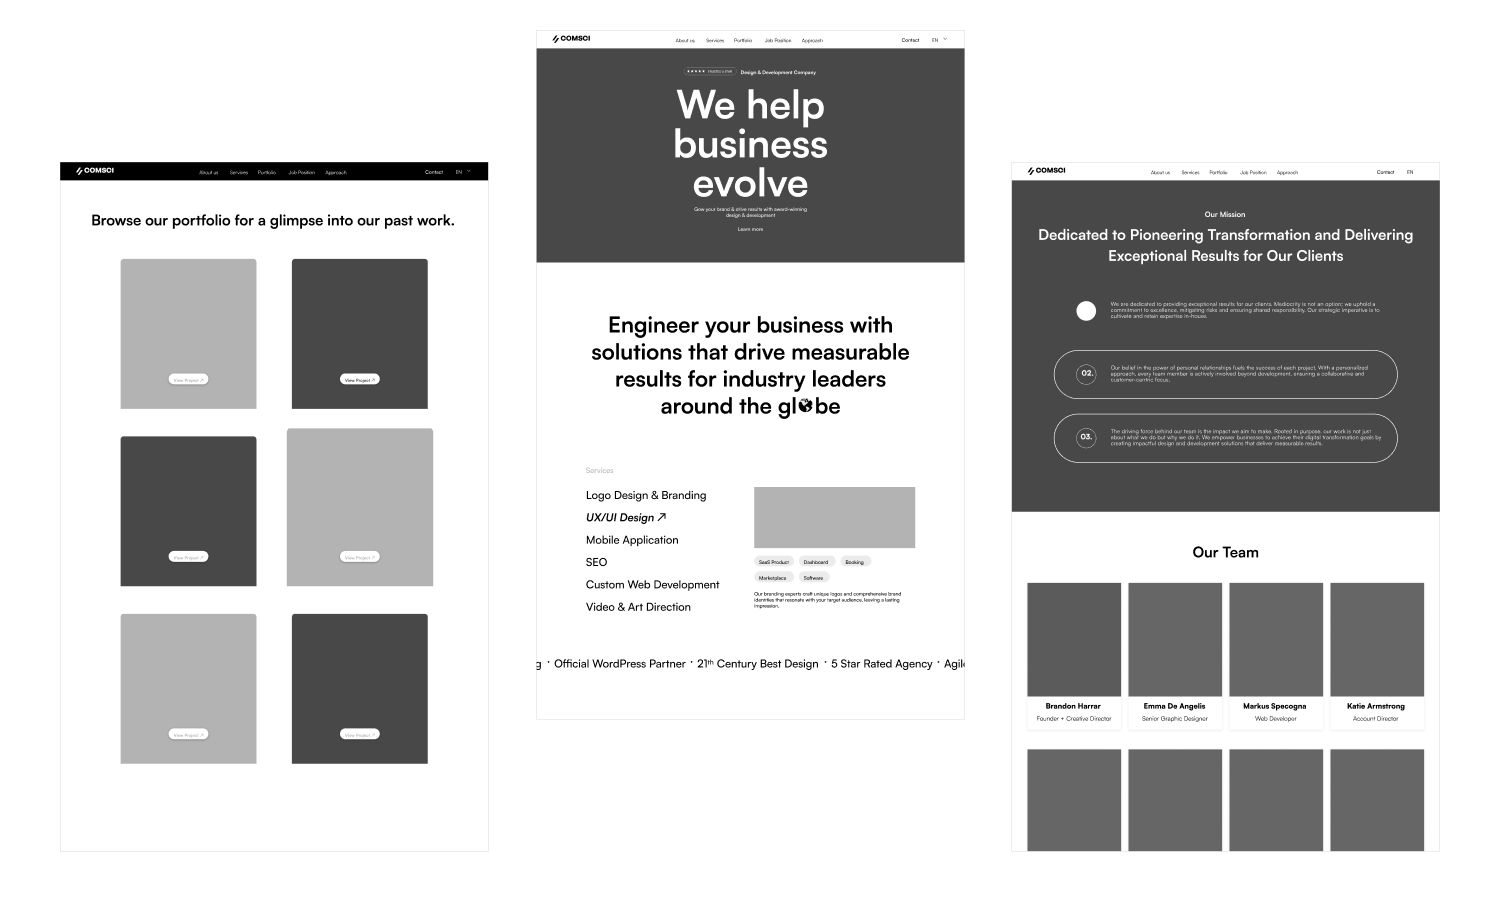 COMSCI
About us Services Portfolio Job Position Approach Contact EN
Browse our portfolio for a glimpse into our past work.
View Project ↗ View Project ↗
View Project ↗ View Project ↗
View Project ↗ View Project ↗
COMSCI
About us Services Portfolio Job Position Approach Contact EN
★★★★★ Design & Development Company
We help
business
evolve
Grow your brand & drive results with award-winning
design & development
Learn more
Engineer your business with
solutions that drive measurable
results for industry leaders
around the gl be
Services
Logo Design & Branding
UX/UI Design ↗
Mobile Application
SEO
Custom Web Development
Video & Art Direction
SaaS Product Dashboard Booking
Marketplace Software
Our branding experts craft unique logos and comprehensive brand
identities that resonate with your target audience, leaving a lasting
impression.
g · Official WordPress Partner · 21th Century Best Design · 5 Star Rated Agency · Agile
COMSCI
About us Services Portfolio Job Position Approach Contact EN
Our Mission
Dedicated to Pioneering Transformation and Delivering
Exceptional Results for Our Clients
We are dedicated to providing exceptional results for our clients. Mediocrity is not an option; we uphold a
commitment to excellence, mitigating risks and ensuring shared responsibility. Our strategic imperative is to
cultivate and retain expertise in-house.
02.
Our belief in the power of personal relationships fuels the success of each project. With a personalized
approach, every team member is actively involved beyond development, ensuring a collaborative and
customer-centric focus.
03.
The driving force behind our team is the impact we aim to make. Rooted in purpose, our work is not just
about what we do but why we do it. We empower businesses to achieve their digital transformation goals by
creating impactful design and development solutions that deliver measurable results.
Our Team
Brandon Harrar Emma De Angelis Markus Specogna Katie Armstrong
Founder + Creative Director Senior Graphic Designer Web Developer Account Director